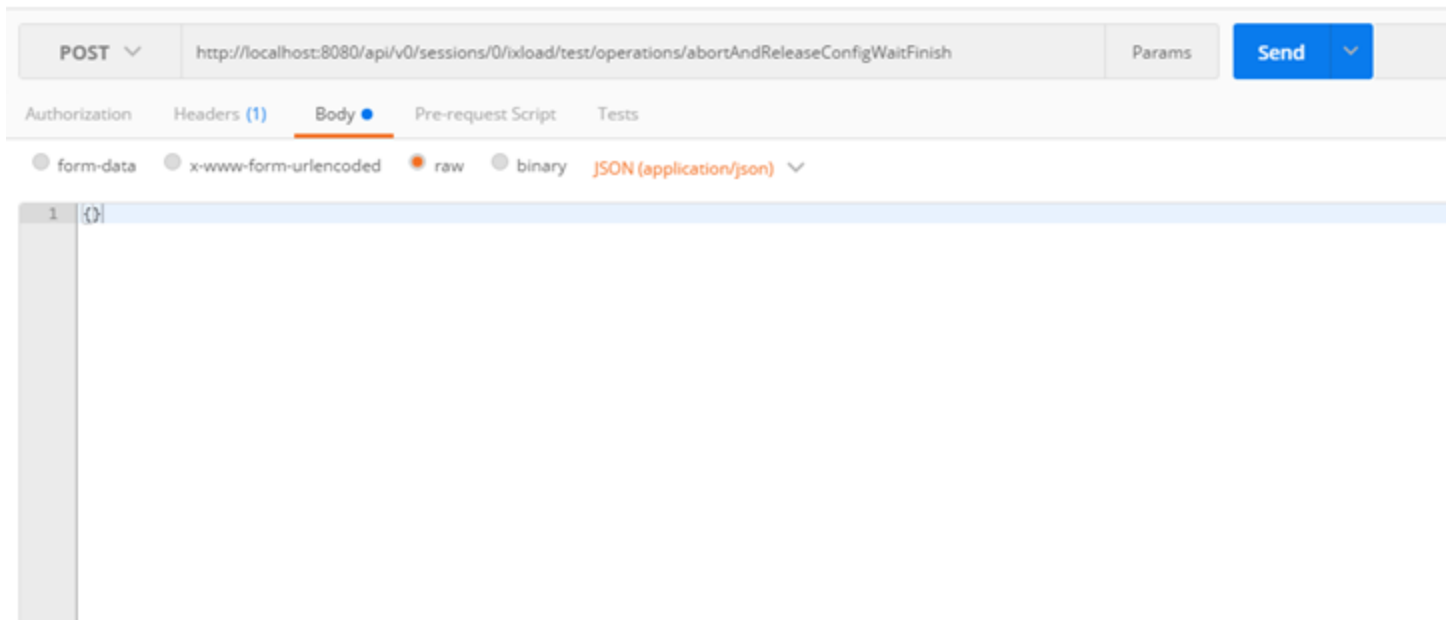 POST http://localhost:8080/api/v0/sessions/0/ixload/test/operations/abortAndReleaseConfigWaitFinish Params Send
Authorization Headers (1) Body Pre-request Script Tests
form-data x-www-form-urlencoded raw binary JSON (application/json)
1 {}